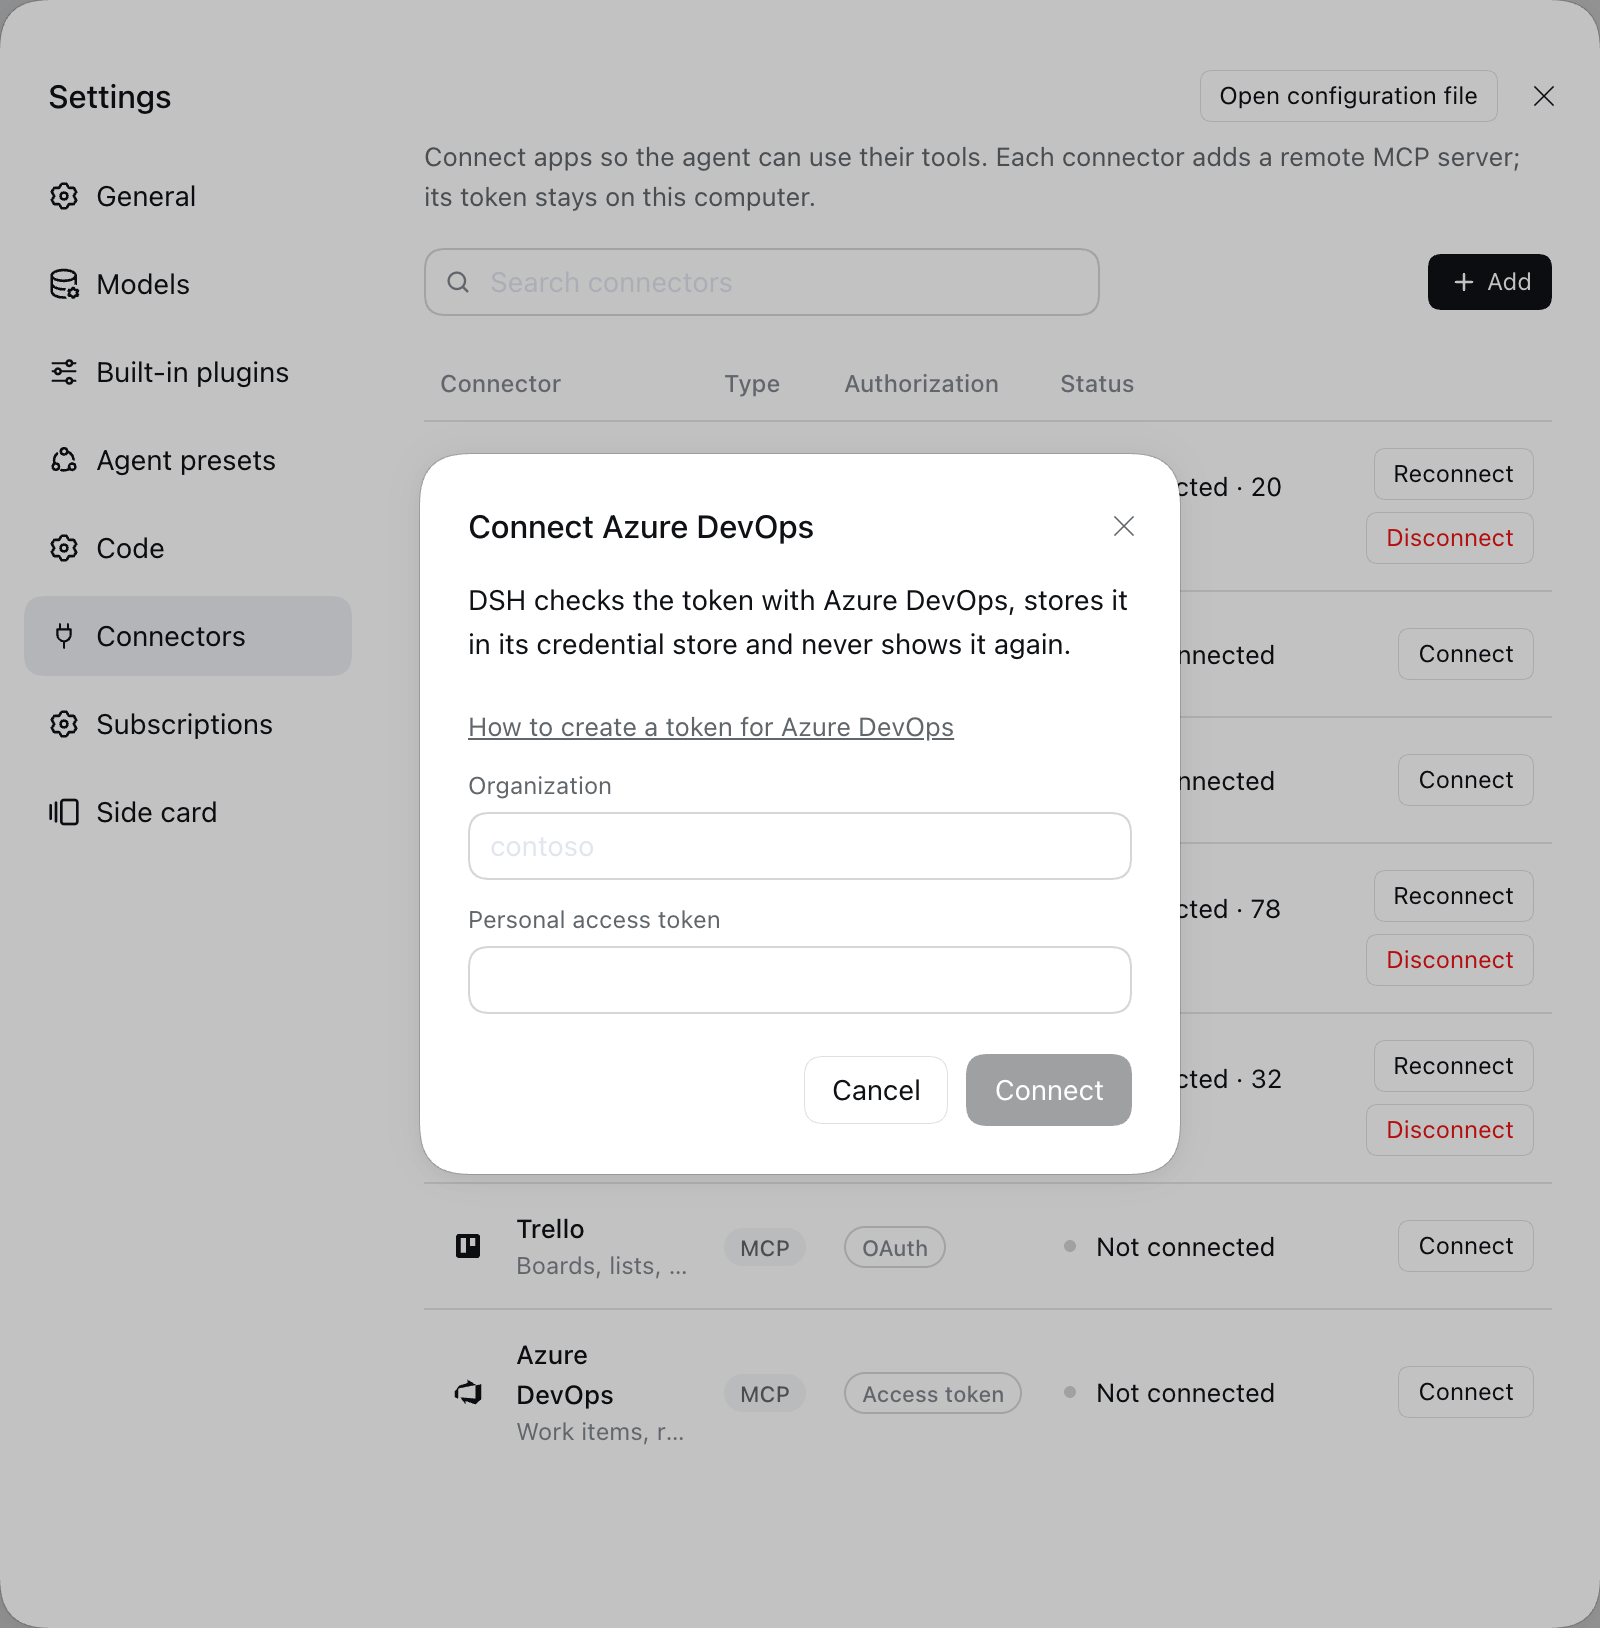 Settings
Open configuration file
General
Models
Built-in plugins
Agent presets
Code
Connectors
Subscriptions
Side card
Connect apps so the agent can use their tools. Each connector adds a remote MCP server;
its token stays on this computer.
Search connectors
Add
Connector Type Authorization Status
cted · 20
Reconnect
Disconnect
nnected
Connect
nnected
Connect
cted · 78
Reconnect
Disconnect
cted · 32
Reconnect
Disconnect
Connect Azure DevOps
DSH checks the token with Azure DevOps, stores it
in its credential store and never shows it again.
How to create a token for Azure DevOps
Organization
contoso
Personal access token
Cancel
Connect
Trello
Boards, lists, ...
MCP
OAuth
Not connected
Connect
Azure
DevOps
Work items, r...
MCP
Access token
Not connected
Connect